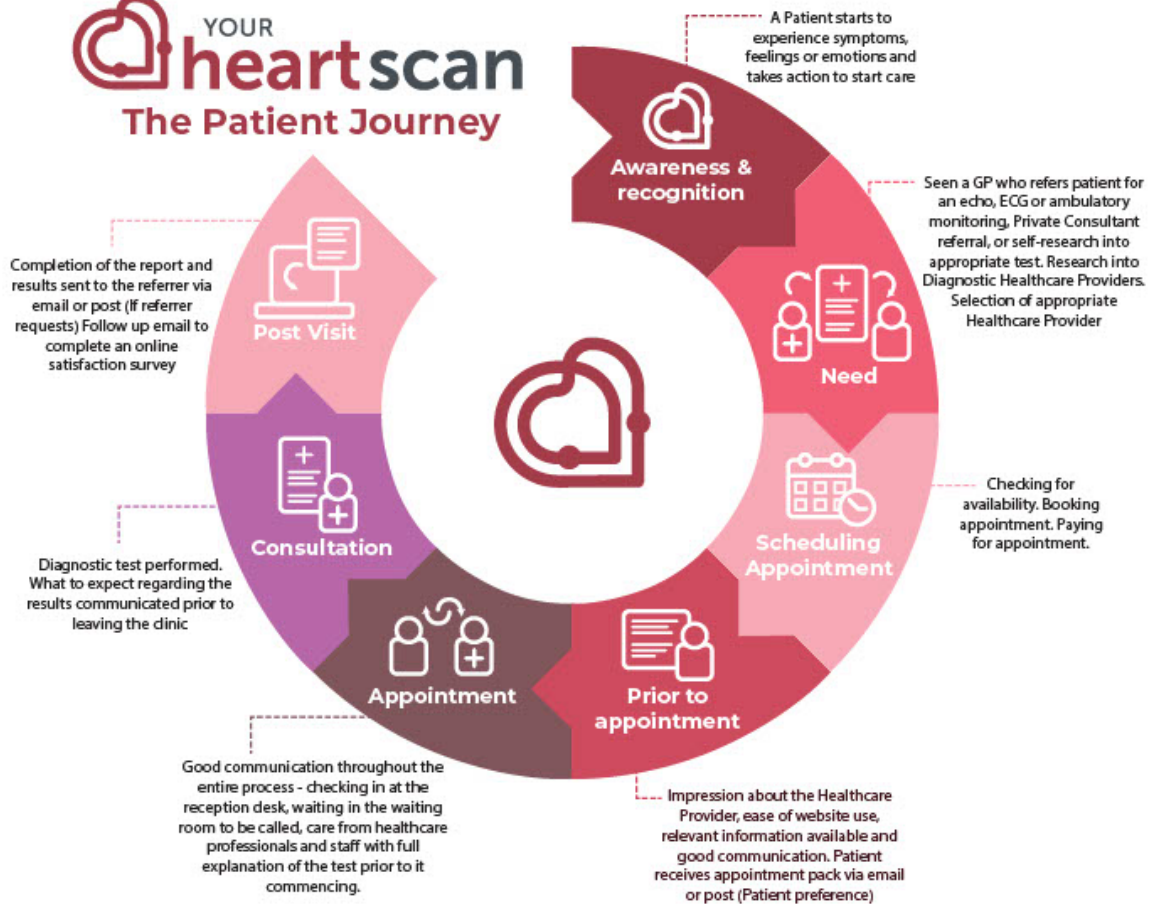 YOUR
heartscan
The Patient Journey
A Patient starts to
experience symptoms,
feelings or emotions and
takes action to start care
Awareness &
recognition
Seen a GP who refers patient for
an echo, ECG or ambulatory
monitoring, Private Consultant
referral, or self-research into
appropriate test. Research into
Diagnostic Healthcare Providers.
Selection of appropriate
Healthcare Provider
Need
Checking for
availability. Booking
appointment. Paying
for appointment.
Scheduling
Appointment
Prior to
appointment
Impression about the Healthcare
Provider, ease of website use,
relevant information available and
good communication. Patient
receives appointment pack via email
or post (Patient preference)
Appointment
Good communication throughout the
entire process - checking in at the
reception desk, waiting in the waiting
room to be called, care from healthcare
professionals and staff with full
explanation of the test prior to it
commencing.
Consultation
Diagnostic test performed.
What to expect regarding the
results communicated prior to
leaving the clinic
Post Visit
Completion of the report and
results sent to the referrer via
email or post (If referrer
requests) Follow up email to
complete an online
satisfaction survey